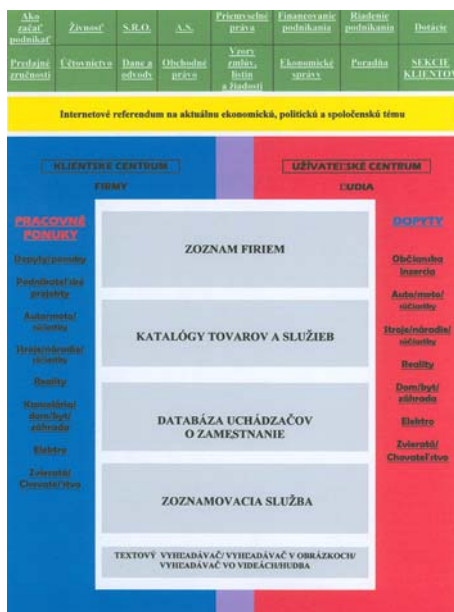 Ako začať podnikať
Živnosť
S.R.O.
A.S.
Priemyselné práva
Financovanie podnikania
Riadenie podnikania
Dotácie
Predajné zručnosti
Účtovníctvo
Dane a odvody
Obchodné právo
Vzory zmlúv, listín a žiadostí
Ekonomické správy
Poradňa
SEKCIE KLIENTOV
Internetové referendum na aktuálnu ekonomickú, politickú a spoločenskú tému
KLIENTSKÉ CENTRUM
FIRMY
UŽÍVATEĽSKÉ CENTRUM
ĽUDIA
PRACOVNÉ
PONUKY
Dopyty/ponuky
Podnikateľské
projekty
Auto/moto/
súčiastky
Stroje/náradie/
súčiastky
Reality
Kancelária/
dom/byt/
záhrada
Elektro
Zvieratá/
Chovateľstvo
ZOZNAM FIRIEM
KATALÓGY TOVAROV A SLUŽIEB
DATABÁZA UCHÁDZAČOV
O ZAMESTNANIE
ZOZNAMOVACIA SLUŽBA
TEXTOVÝ VYHĽADÁVAČ/ VYHĽADÁVAČ V OBRÁZKOCH/
VYHĽADÁVAČ VO VIDEÁCH/HUDBA
DOPYTY
Občianska
inzercia
Auto/moto/
súčiastky
Stroje/náradie/
súčiastky
Reality
Dom/byt/
záhrada
Elektro
Zvieratá/
Chovateľstvo